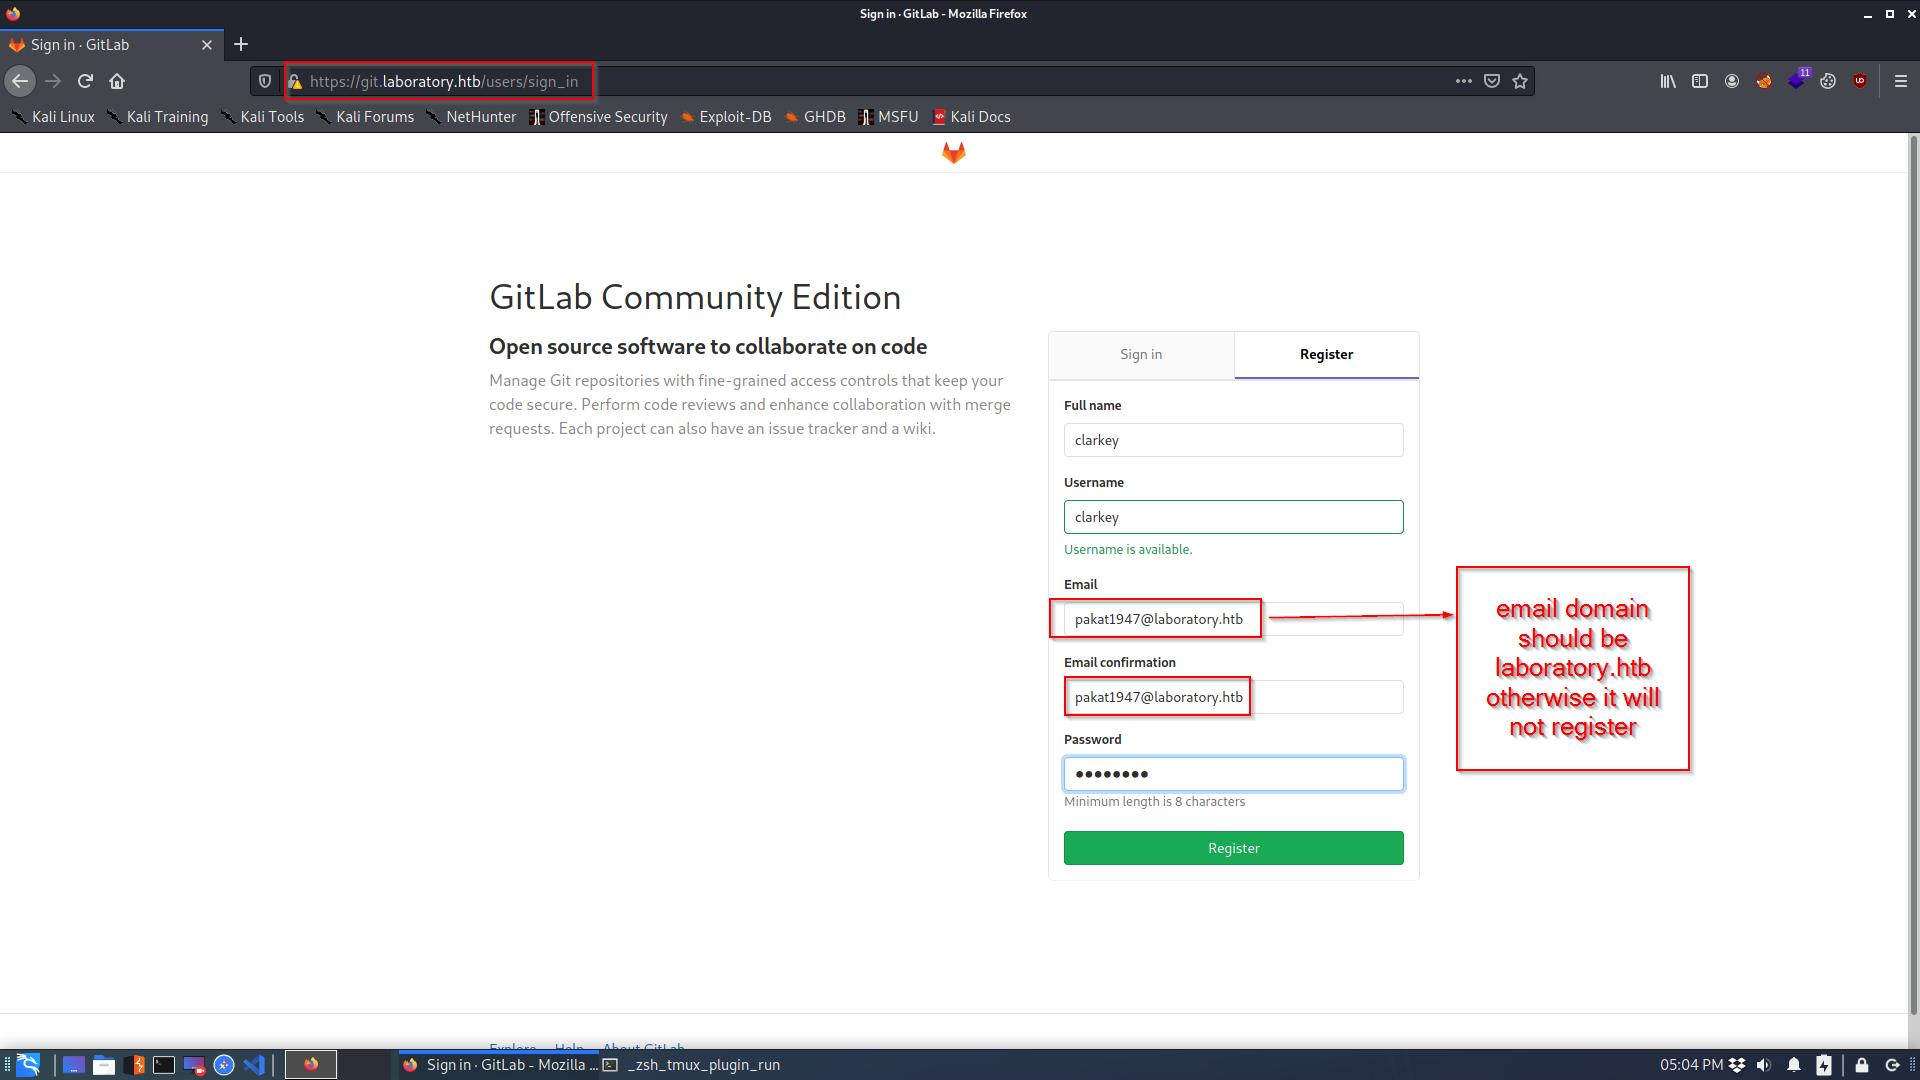 Sign in · GitLab - Mozilla Firefox
Sign in · GitLab
https://git.laboratory.htb/users/sign_in
11
Kali Linux
Kali Training
Kali Tools
Kali Forums
NetHunter
Offensive Security
Exploit-DB
GHDB
MSFU
Kali Docs
GitLab Community Edition
Open source software to collaborate on code
Manage Git repositories with fine-grained access controls that keep your
code secure. Perform code reviews and enhance collaboration with merge
requests. Each project can also have an issue tracker and a wiki.
Sign in
Register
Full name
clarkey
Username
clarkey
Username is available.
Email
pakat1947@laboratory.htb
Email confirmation
pakat1947@laboratory.htb
Password
Minimum length is 8 characters
Register
email domain
should be
laboratory.htb
otherwise it will
not register
Explore
Help
About GitLab
Sign in · GitLab - Mozilla ...
_zsh_tmux_plugin_run
05:04 PM